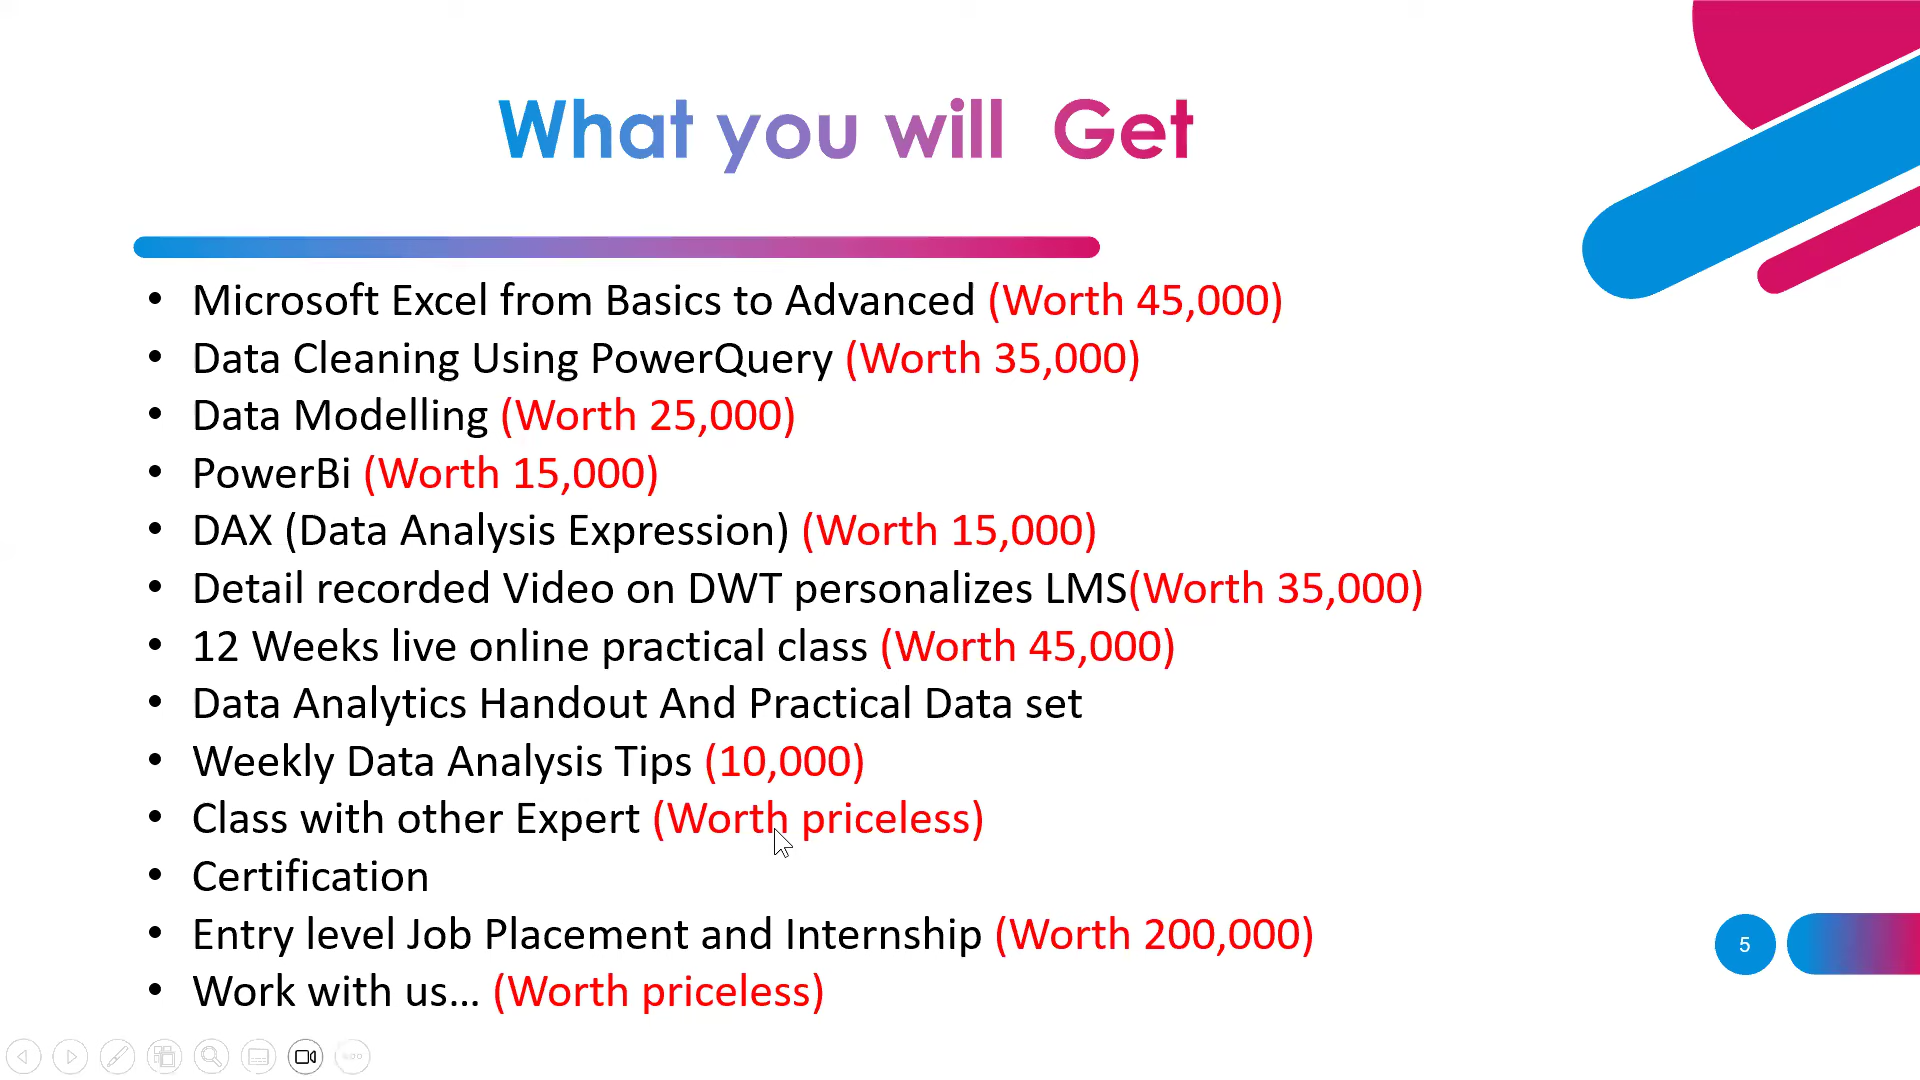 What you will  Get
• Microsoft Excel from Basics to Advanced (Worth 45,000)
• Data Cleaning Using PowerQuery (Worth 35,000)
• Data Modelling (Worth 25,000)
• PowerBi (Worth 15,000)
• DAX (Data Analysis Expression) (Worth 15,000)
• Detail recorded Video on DWT personalizes LMS(Worth 35,000)
• 12 Weeks live online practical class (Worth 45,000)
• Data Analytics Handout And Practical Data set
• Weekly Data Analysis Tips (10,000)
• Class with other Expert (Worth priceless)
• Certification
• Entry level Job Placement and Internship (Worth 200,000)
• Work with us... (Worth priceless)
5